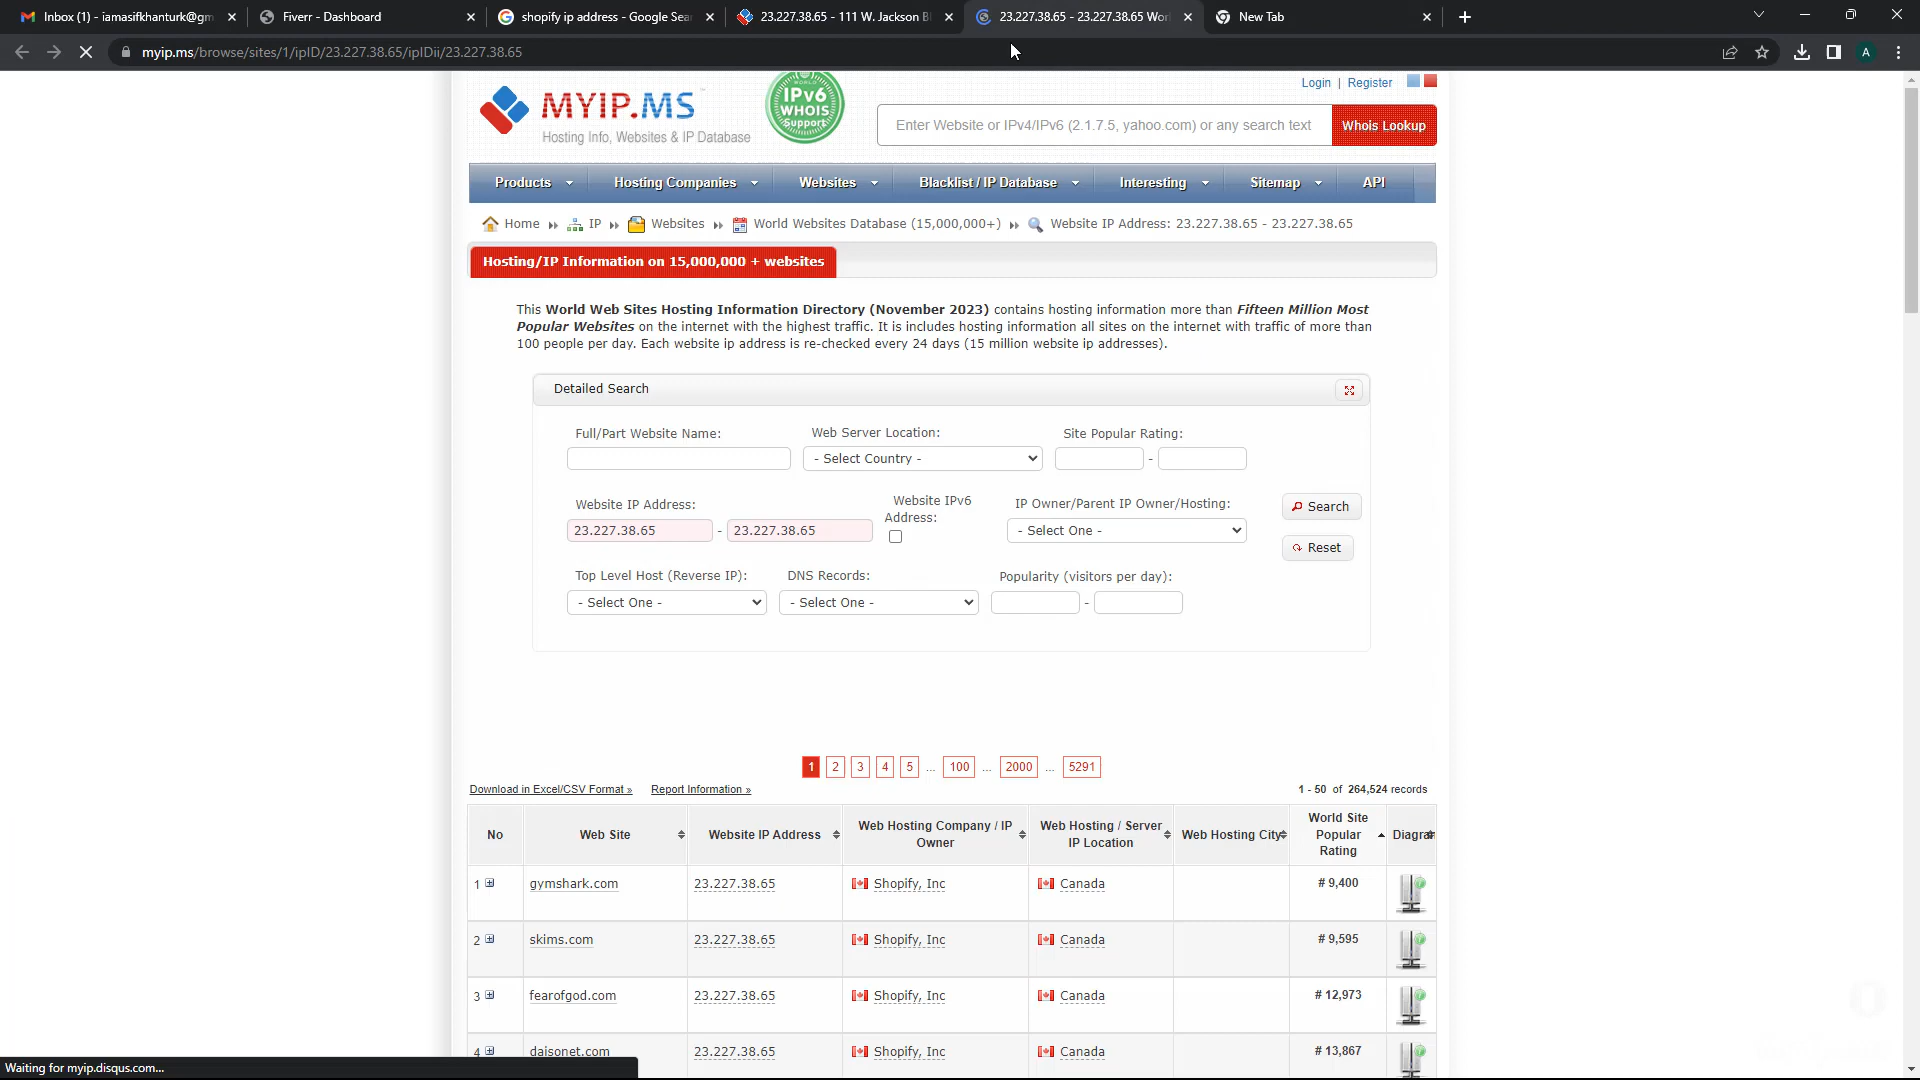 Inbox (1) - iamasifkhanturk@gm
Fiverr - Dashboard
shopify ip address - Google Sea
23.227.38.65 - 111 W. Jackson Bl
23.227.38.65 - 23.227.38.65 Wor
New Tab
myip.ms/browse/sites/1/ipID/23.227.38.65/ipIDii/23.227.38.65
A
Login | Register
MYIP.MS
Hosting Info, Websites & IP Database
IPv6
WHOIS
Support
Enter Website or IPv4/IPv6 (2.1.7.5, yahoo.com) or any search text
Whois Lookup
Products
Hosting Companies
Websites
Blacklist / IP Database
Interesting
Sitemap
API
Home » IP » Websites » World Websites Database (15,000,000+) » Website IP Address: 23.227.38.65 - 23.227.38.65
Hosting/IP Information on 15,000,000 + websites
This World Web Sites Hosting Information Directory (November 2023) contains hosting information more than Fifteen Million Most
Popular Websites on the internet with the highest traffic. It is includes hosting information all sites on the internet with traffic of more than
100 people per day. Each website ip address is re-checked every 24 days (15 million website ip addresses).
Detailed Search
Full/Part Website Name:
Web Server Location:
Site Popular Rating:
- Select Country -
-
Website IP Address:
Website IPv6
Address:
IP Owner/Parent IP Owner/Hosting:
23.227.38.65 - 23.227.38.65
- Select One -
Search
Reset
Top Level Host (Reverse IP):
DNS Records:
Popularity (visitors per day):
- Select One -
- Select One -
-
1 2 3 4 5 ... 100 ... 2000 ... 5291
Download in Excel/CSV Format »
Report Information »
1 - 50 of 264,524 records
No
Web Site
Website IP Address
Web Hosting Company / IP
Owner
Web Hosting / Server
IP Location
Web Hosting City
World Site
Popular
Rating
Diagram
1 gymshark.com 23.227.38.65 Shopify, Inc Canada # 9,400
2 skims.com 23.227.38.65 Shopify, Inc Canada # 9,595
3 fearofgod.com 23.227.38.65 Shopify, Inc Canada # 12,973
4 daisonet.com 23.227.38.65 Shopify, Inc Canada # 13,867
Waiting for myip.disqus.com...